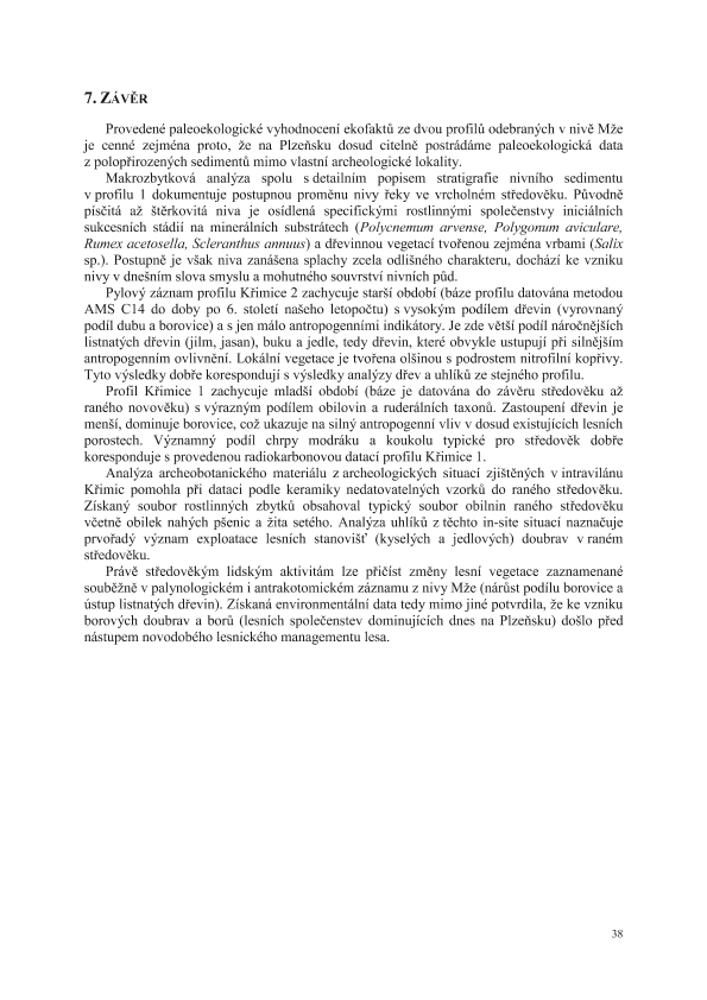 7. ZÁVĚR
Provedené paleoekologické vyhodnocení ekofaktů ze dvou profilů odebraných v nivě Mže
je cenné zejména proto, že na Plzeňsku dosud citelně postrádáme paleoekologická data
z polopřirozených sedimentů mimo vlastní archeologické lokality.
Makrozbytková analýza spolu s detailním popisem stratigrafie nivního sedimentu
v profilu 1 dokumentuje postupnou proměnu nivy řeky ve vrcholném středověku. Původně
písčitá až štěrkovitá niva je osídlená specifickými rostlinnými společenstvy iniciálních
sukcesních stádií na minerálních substrátech (Polycnemum arvense, Polygonum aviculare,
Rumex acetosella, Scleranthus annuus) a dřevinnou vegetací tvořenou zejména vrbami (Salix
sp.). Postupně je však niva zanášena splachy zcela odlišného charakteru, dochází ke vzniku
nivy v dnešním slova smyslu a mohutného souvrství nivních půd.
Pylový záznam profilu Křimice 2 zachycuje starší období (báze profilu datována metodou
AMS C14 do doby po 6. století našeho letopočtu) s vysokým podílem dřevin (vyrovnaný
podíl dubu a borovice) a s jen málo antropogenními indikátory. Je zde větší podíl náročnějších
listnatých dřevin (jilm, jasan), buku a jedle, tedy dřevin, které obvykle ustupují při silnějším
antropogenním ovlivnění. Lokální vegetace je tvořena olšinou s podrostem nitrofilní kopřivy.
Tyto výsledky dobře korespondují s výsledky analýzy dřev a uhlíků ze stejného profilu.
Profil Křimice 1 zachycuje mladší období (báze je datována do závěru středověku až
raného novověku) s výrazným podílem obilovin a ruderálních taxonů. Zastoupení dřevin je
menší, dominuje borovice, což ukazuje na silný antropogenní vliv v dosud existujících lesních
porostech. Významný podíl chrpy modráku a koukolu typické pro středověk dobře
koresponduje s provedenou radiokarbonovou datací profilu Křimice 1.
Analýza archeobotanického materiálu z archeologických situací zjištěných v intravilánu
Křimic pomohla při dataci podle keramiky nedatovatelných vzorků do raného středověku.
Získaný soubor rostlinných zbytků obsahoval typický soubor obilnin raného středověku
včetně obilek nahých pšenic a žita setého. Analýza uhlíků z těchto in-site situací naznačuje
prvořadý význam exploatace lesních stanovišť (kyselých a jedlových) doubrav v raném
středověku.
Právě středověkým lidským aktivitám lze přičíst změny lesní vegetace zaznamenané
souběžně v palynologickém i antrakotomickém záznamu z nivy Mže (nárůst podílu borovice a
ústup listnatých dřevin). Získaná environmentální data tedy mimo jiné potvrdila, že ke vzniku
borových doubrav a borů (lesních společenstev dominujících dnes na Plzeňsku) došlo před
nástupem novodobého lesnického managementu lesa.
38